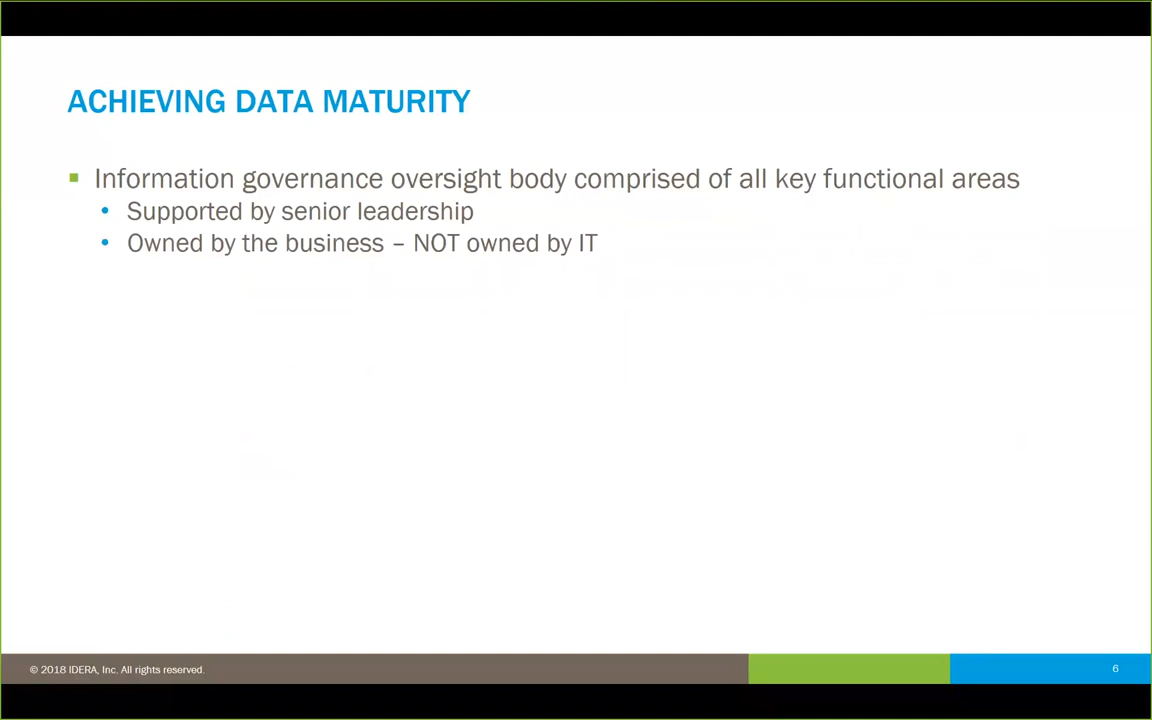 ACHIEVING DATA MATURITY
Information governance oversight body comprised of all key functional areas
Supported by senior leadership
Owned by the business – NOT owned by IT
© 2018 IDERA, Inc. All rights reserved.
6